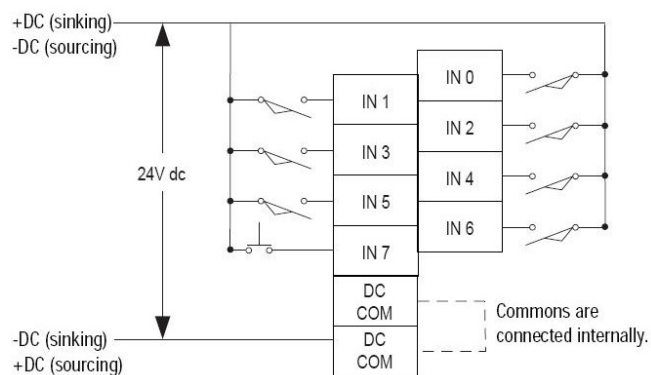 +DC (sinking)
-DC (sourcing)
IN 0
IN 1
IN 2
IN 3
24V dc
IN 4
IN 5
IN 6
IN 7
DC
COM
Commons are
connected internally.
DC
COM
-DC (sinking)
+DC (sourcing)